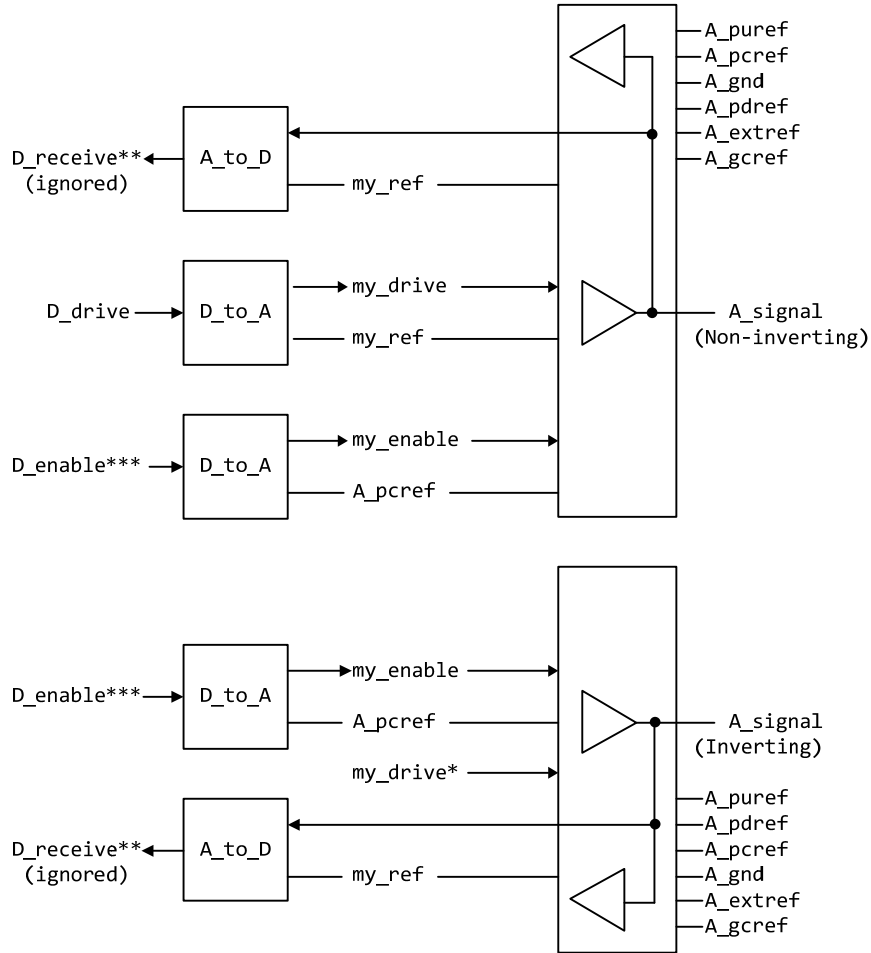 A_puref
A_pcref
A_gnd
A_pdref
A_extref
A_gcref
D_receive**
(ignored)
A_to_D
my_ref
D_drive
D_to_A
my_drive
my_ref
A_signal
(Non-inverting)
D_enable***
D_to_A
my_enable
A_pcref
D_enable***
D_to_A
my_enable
A_pcref
my_drive*
A_signal
(Inverting)
D_receive**
(ignored)
A_to_D
my_ref
A_puref
A_pdref
A_pcref
A_gnd
A_extref
A_gcref